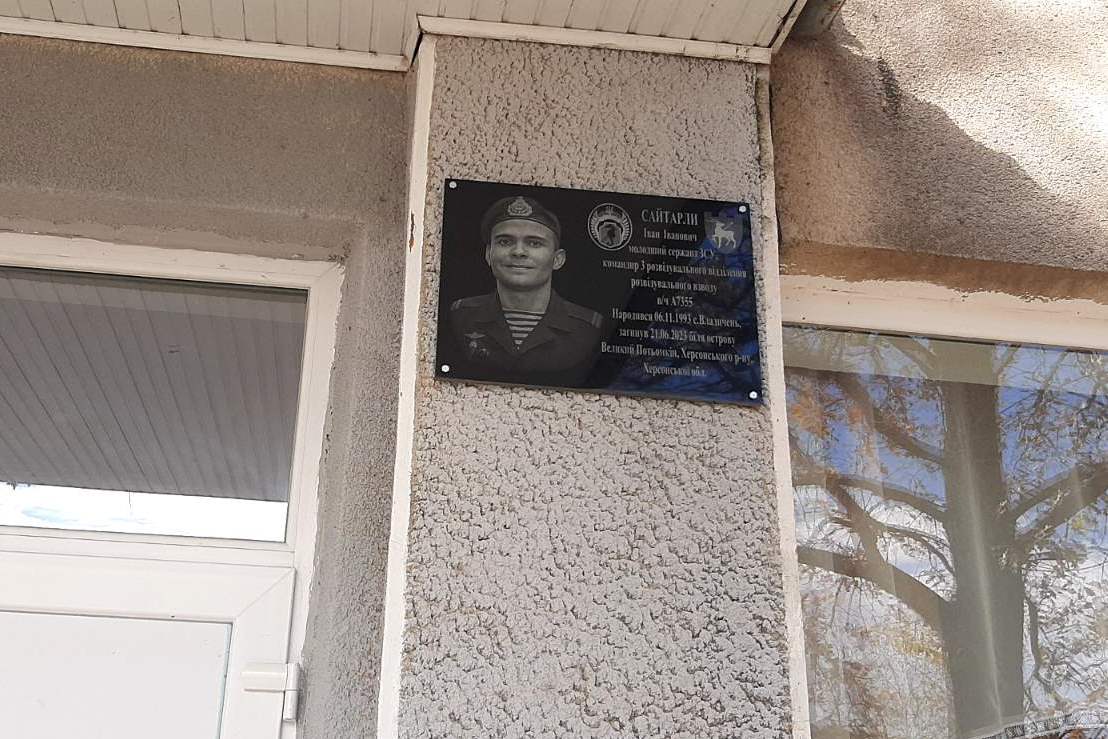 САЙТАРЛИ
Іван Іванович
молодший сержант ЗСУ,
командир 3 розвідувального відділення
розвідувального взводу
в/ч А7355
Народився 06.11.1993 с.Владичень,
загинув 21.06.2023 біля острову
Великий Потьомкін, Херсонського р-ну,
Херсонської обл.